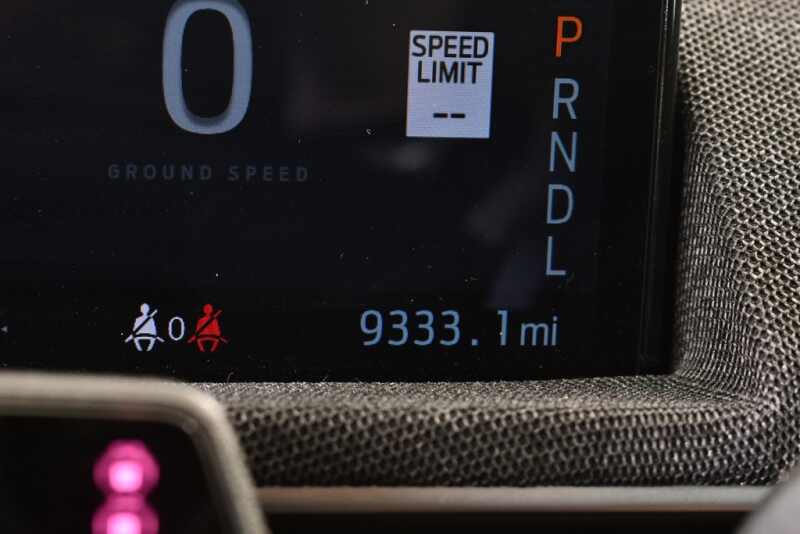 0
GROUND SPEED
SPEED
LIMIT
--
P
R
N
D
L
0
9333.1mi